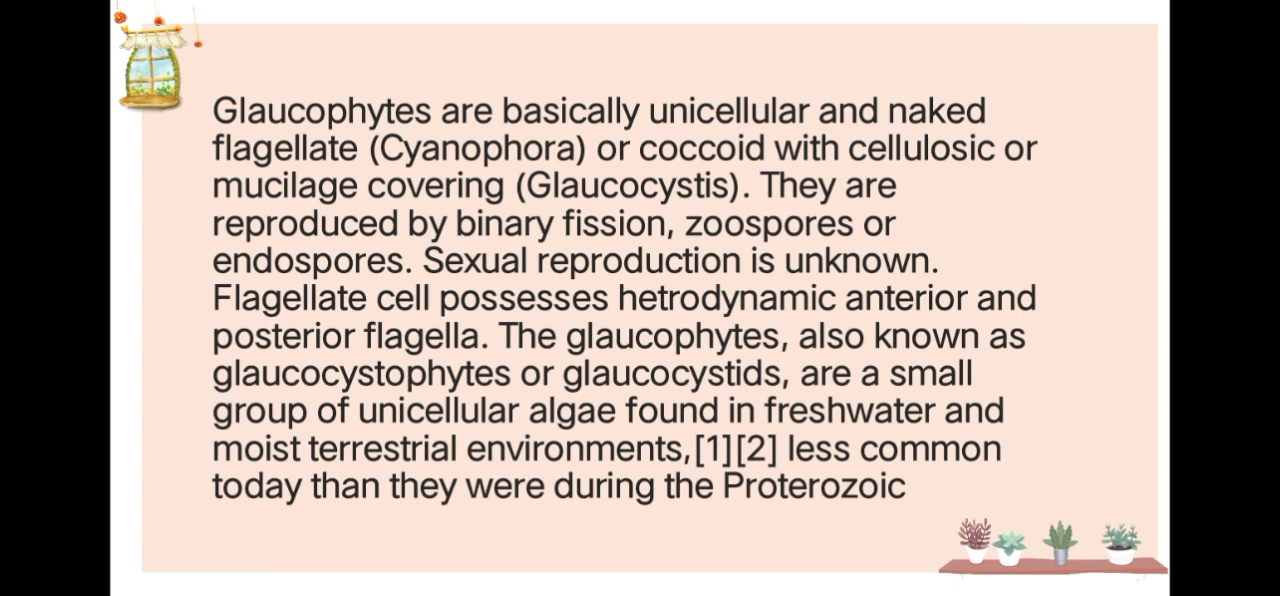 Glaucophytes are basically unicellular and naked
flagellate (Cyanophora) or coccoid with cellulosic or
mucilage covering (Glaucocystis). They are
reproduced by binary fission, zoospores or
endospores. Sexual reproduction is unknown.
Flagellate cell possesses hetrodynamic anterior and
posterior flagella. The glaucophytes, also known as
glaucocystophytes or glaucocystids, are a small
group of unicellular algae found in freshwater and
moist terrestrial environments,[1][2] less common
today than they were during the Proterozoic